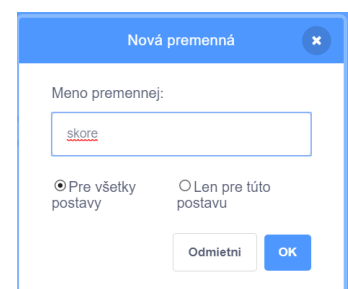 Nová premenná
Meno premennej:
skore
Pre všetky postavy
Len pre túto postavu
Odmietni
OK